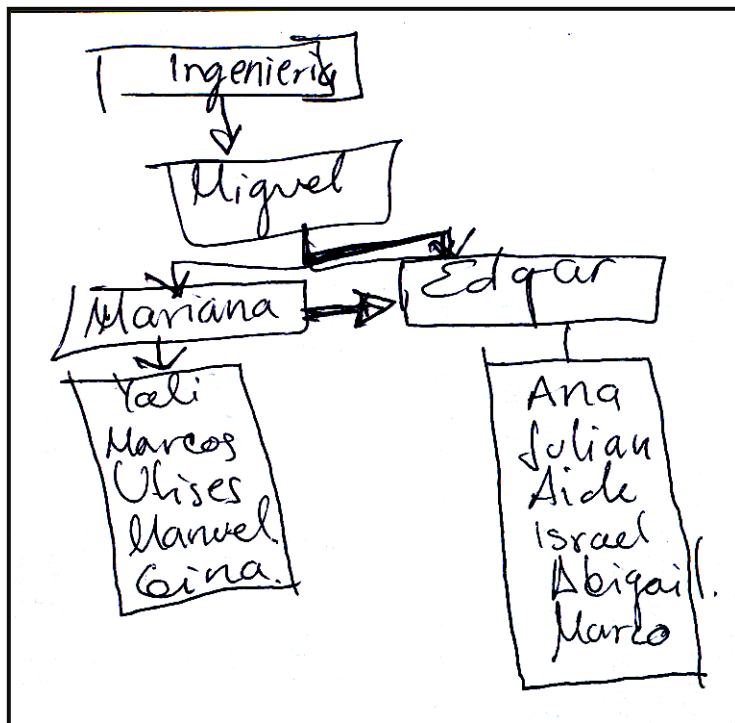 Ingenieria
Miguel
Mariana
Edgar
Yali
Marcos
Ulises
Manuel
Gina.
Ana
Julian
Aide
Israel
Abigail.
Marco